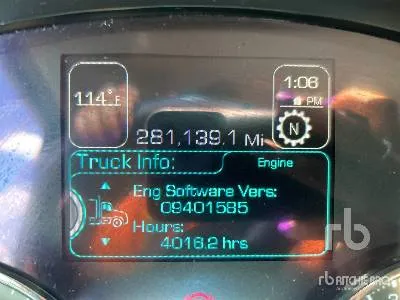 114°F
1:06
PM
N
281,139.1 Mi
Truck Info:
Engine
Eng Software Vers:
09401585
Hours:
4016.2 hrs
rb
rb
RITCHIE BROS